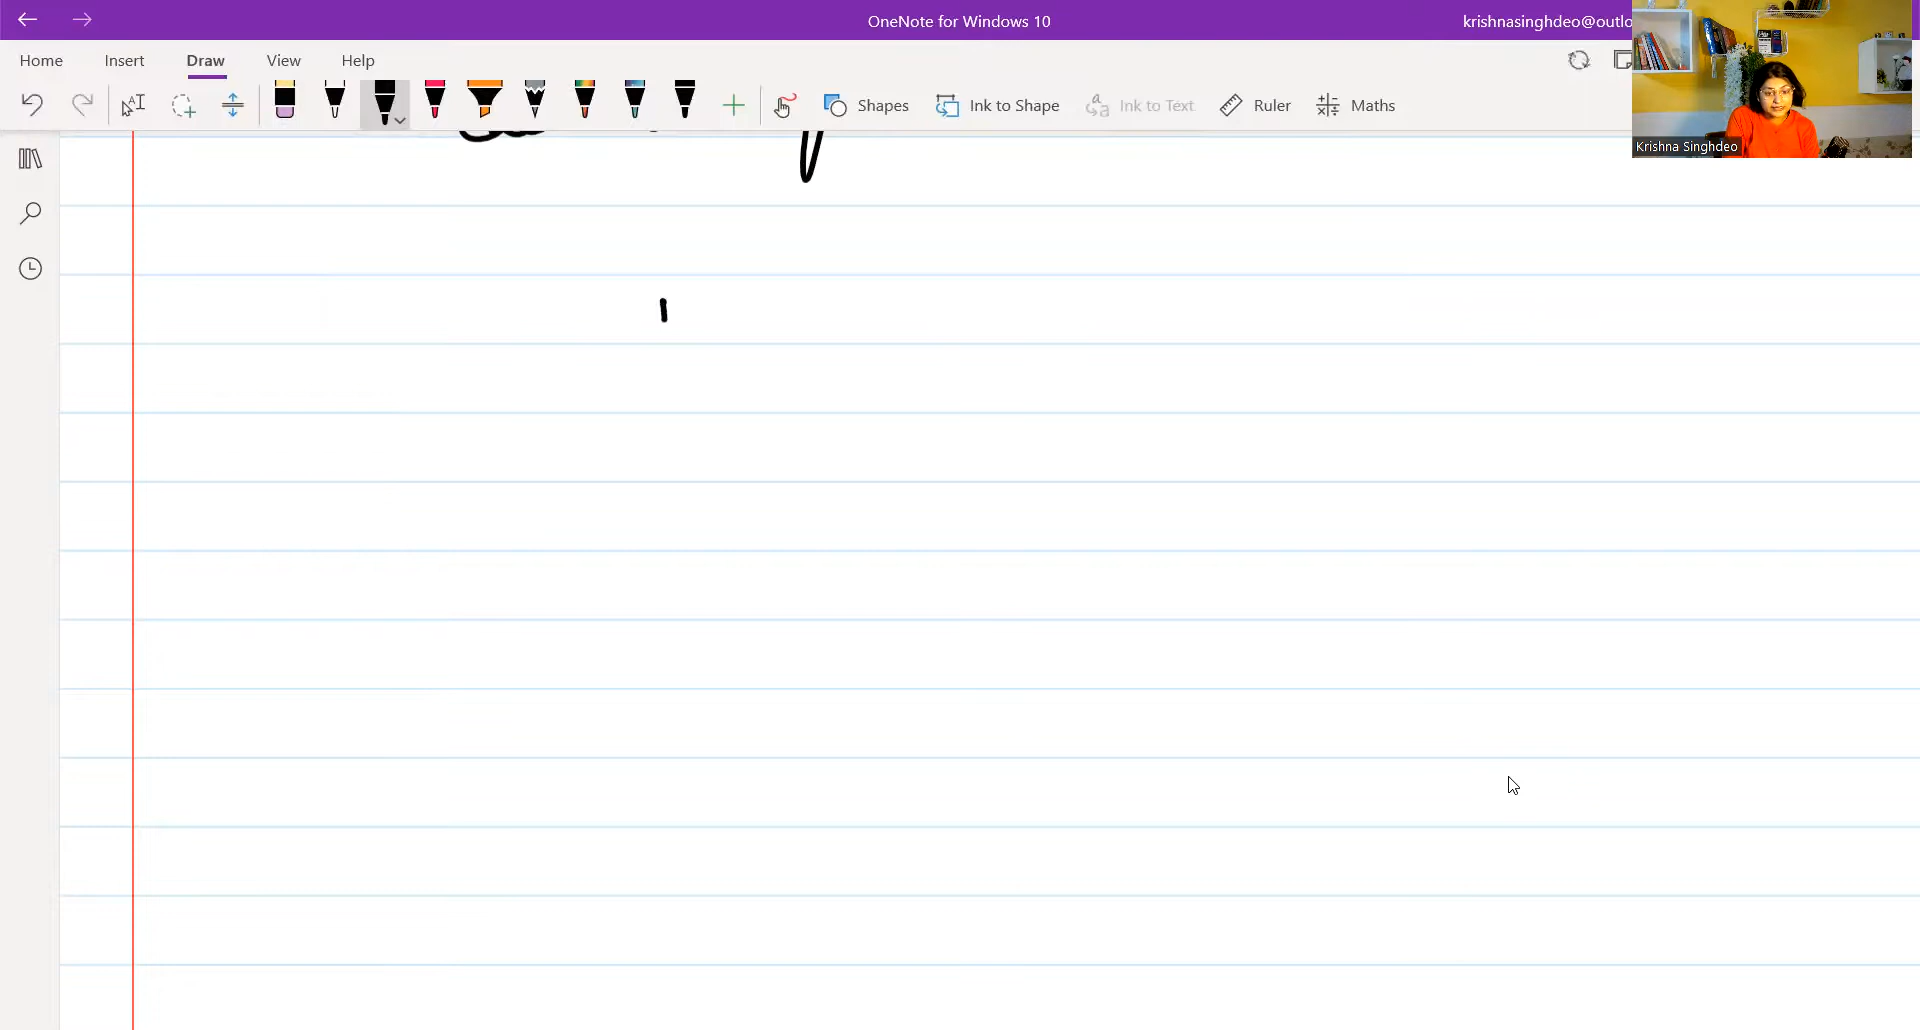 OneNote for Windows 10
krishnasinghdeo@outlo
Home Insert Draw View Help
Shapes Ink to Shape Ink to Text Ruler Maths
Krishna Singhdeo